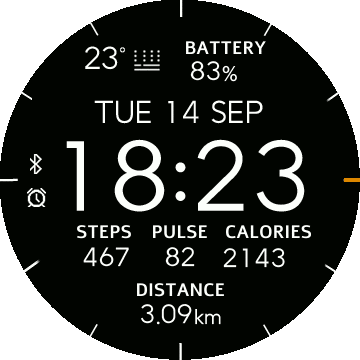 23° BATTERY
83%
TUE 14 SEP
18:23
STEPS PULSE CALORIES
467 82 2143
DISTANCE
3.09km